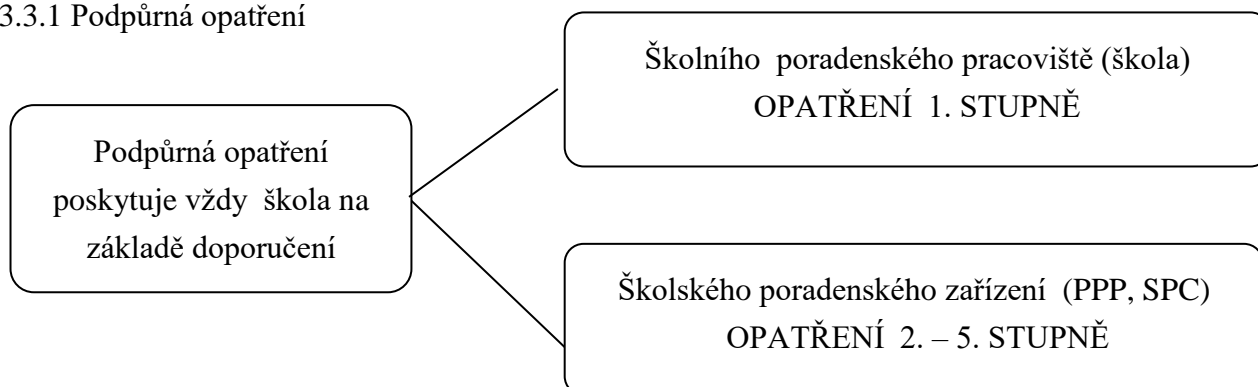 3.3.1 Podpůrná opatření
Školního poradenského pracoviště (škola)
OPATŘENÍ 1. STUPNĚ
Podpůrná opatření
poskytuje vždy škola na
základě doporučení
Školského poradenského zařízení (PPP, SPC)
OPATŘENÍ 2. – 5. STUPNĚ